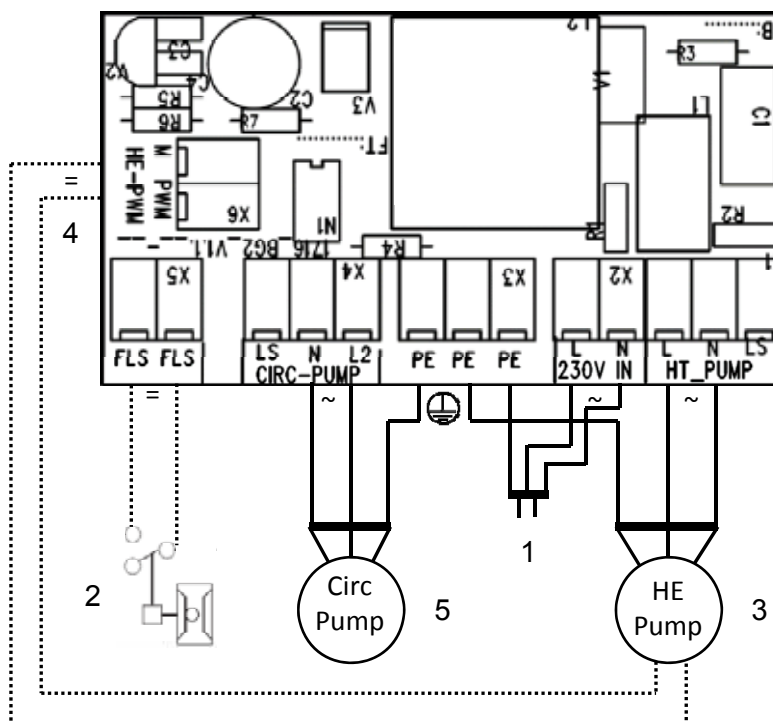 B:
L2
C3
V2
C4
R3
V3
V1
R5
C2
L1
C1
R6
R7
FT:
HE-PWM
M PWM
X6
N1
R2
V1.1 BG2 1716
R4
X5
X4
X3
X2
FLS FLS
LS N L2
PE PE PE
L N
L N LS
CIRC-PUMP
230V IN
HT_PUMP
=
4
=
~
~
~
1
2
Circ
Pump
5
HE
Pump
3